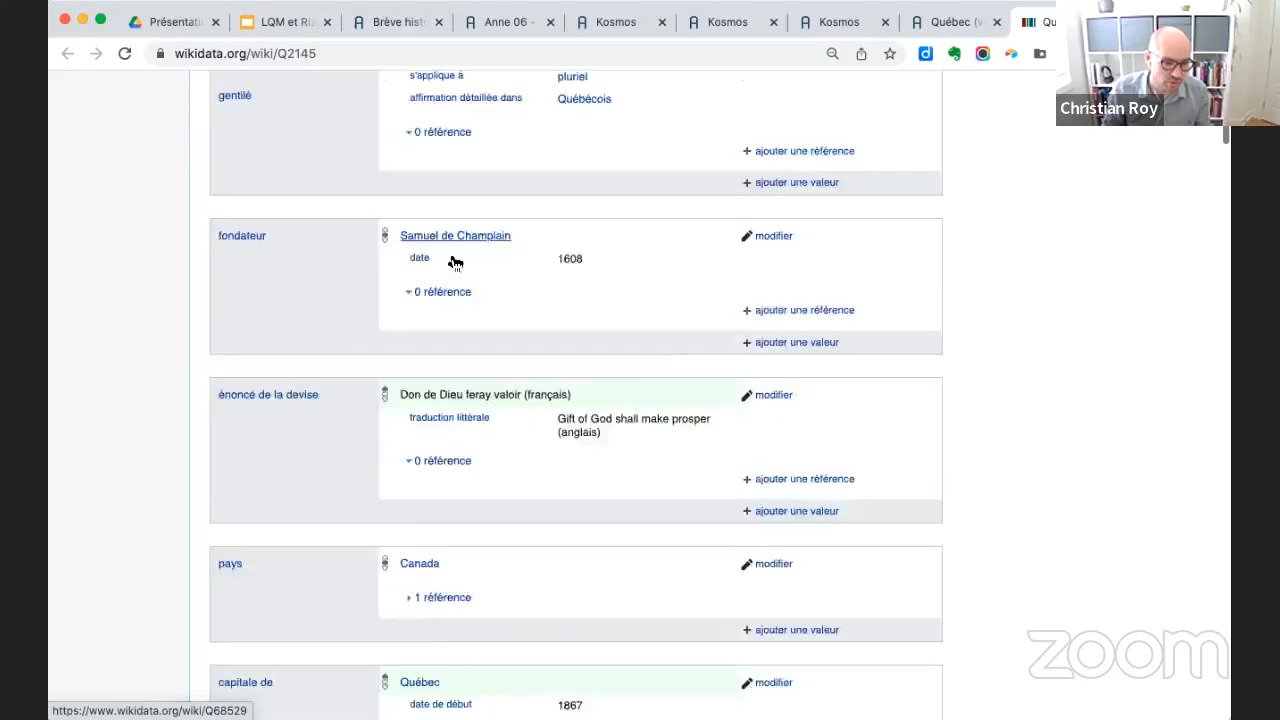 Présentati
LQM et Ri
Brève hist
Anne 06 -
Kosmos
Kosmos
Kosmos
Québec (w
Qu
wikidata.org/wiki/Q2145
Christian Roy
s'applique à pluriel
gentilé
affirmation détaillée dans Québécois
0 référence
+ ajouter une référence
+ ajouter une valeur
fondateur Samuel de Champlain modifier
date 1608
0 référence
+ ajouter une référence
+ ajouter une valeur
énoncé de la devise Don de Dieu feray valoir (français) modifier
traduction littérale Gift of God shall make prosper
(anglais)
0 référence
+ ajouter une référence
+ ajouter une valeur
pays Canada modifier
1 référence
+ ajouter une valeur
capitale de Québec modifier
date de début 1867
https://www.wikidata.org/wiki/Q68529
zoom